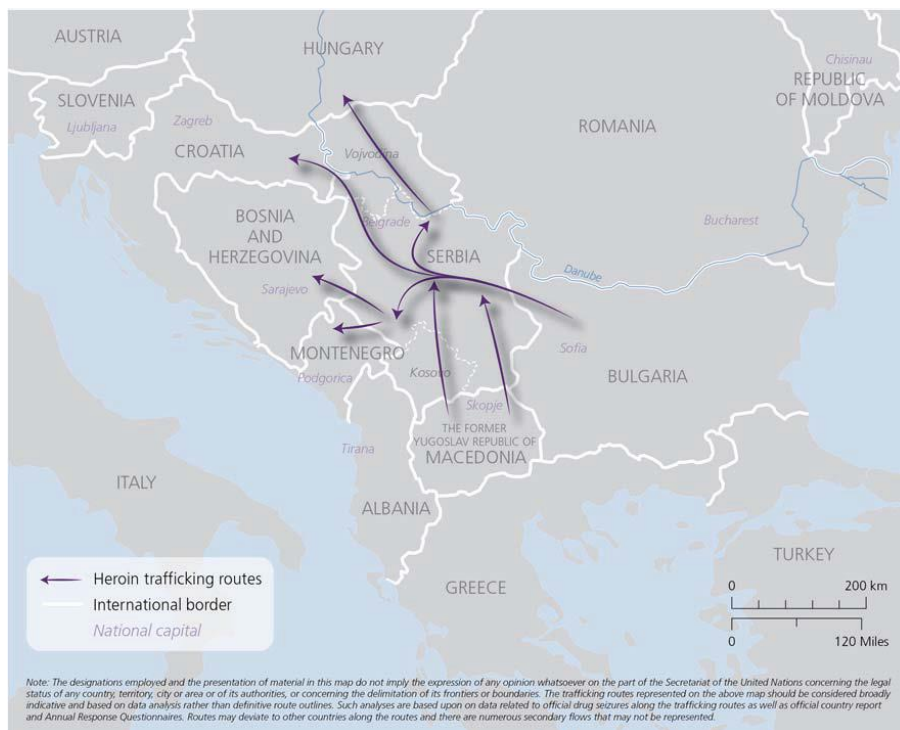 AUSTRIA
HUNGARY
Chisinau
REPUBLIC
OF MOLDOVA
SLOVENIA
Ljubljana
Zagreb
CROATIA
Vojvodina
ROMANIA
BOSNIA
AND
HERZEGOVINA
Belgrade
Bucharest
SERBIA
Danube
Sarajevo
MONTENEGRO
Podgorica
Kosovo
Sofia
BULGARIA
Skopje
THE FORMER
YUGOSLAV REPUBLIC OF
MACEDONIA
Tirana
ITALY
ALBANIA
GREECE
TURKEY
Heroin trafficking routes
International border
National capital
0 200 km
0 120 Miles
Note: The designations employed and the presentation of material in this map do not imply the expression of any opinion whatsoever on the part of the Secretariat of the United Nations concerning the legal
status of any country, territory, city or area or of its authorities, or concerning the delimitation of its frontiers or boundaries. The trafficking routes represented on the above map should be considered broadly
indicative and based on data analysis rather than definitive route outlines. Such analyses are based upon on data related to official drug seizures along the trafficking routes as well as official country report
and Annual Response Questionnaires. Routes may deviate to other countries along the routes and there are numerous secondary flows that may not be represented.